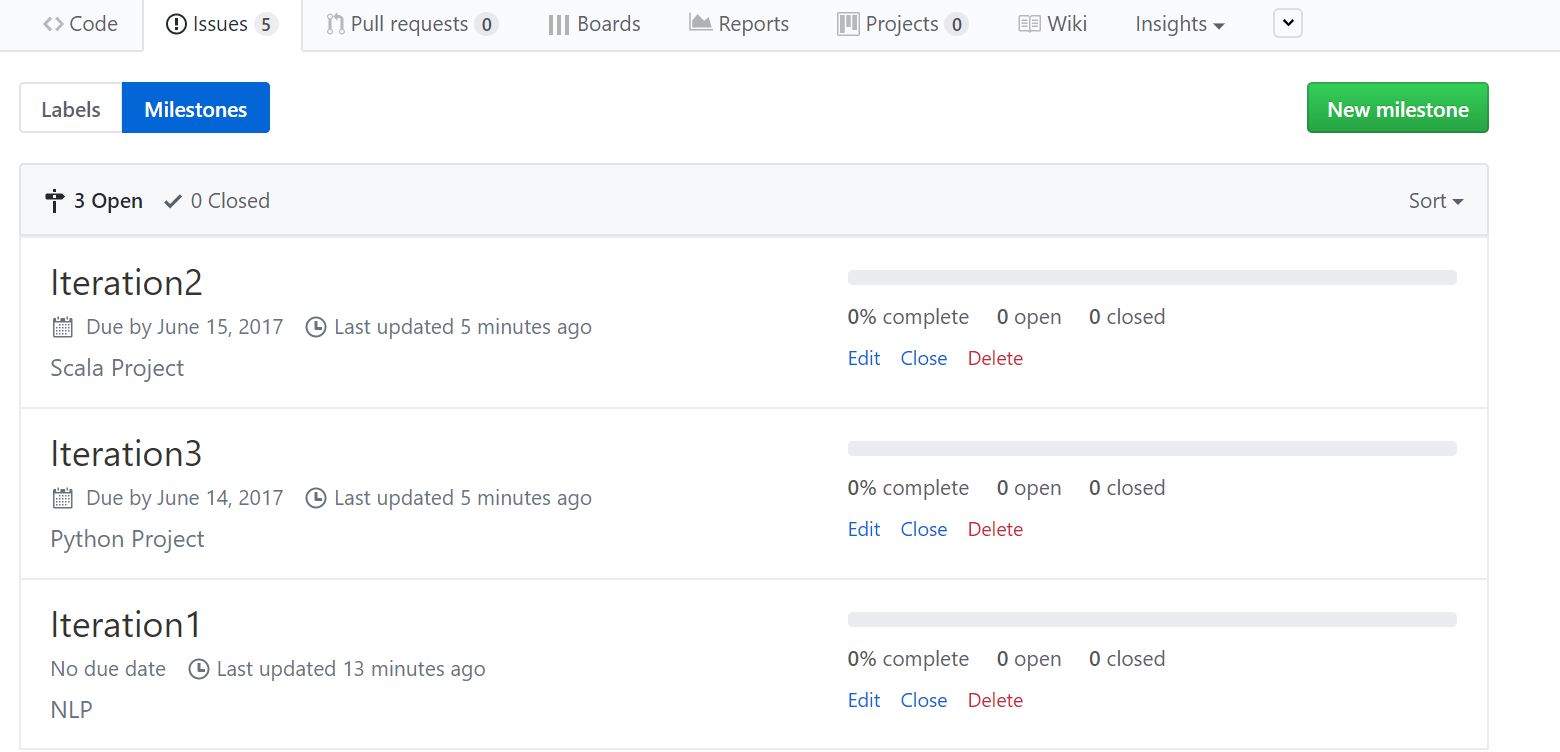 Code Issues 5 Pull requests 0 Boards Reports Projects 0 Wiki Insights
Labels Milestones New milestone
3 Open 0 Closed Sort
Iteration2
Due by June 15, 2017 Last updated 5 minutes ago
Scala Project
0% complete 0 open 0 closed
Edit Close Delete
Iteration3
Due by June 14, 2017 Last updated 5 minutes ago
Python Project
0% complete 0 open 0 closed
Edit Close Delete
Iteration1
No due date Last updated 13 minutes ago
NLP
0% complete 0 open 0 closed
Edit Close Delete